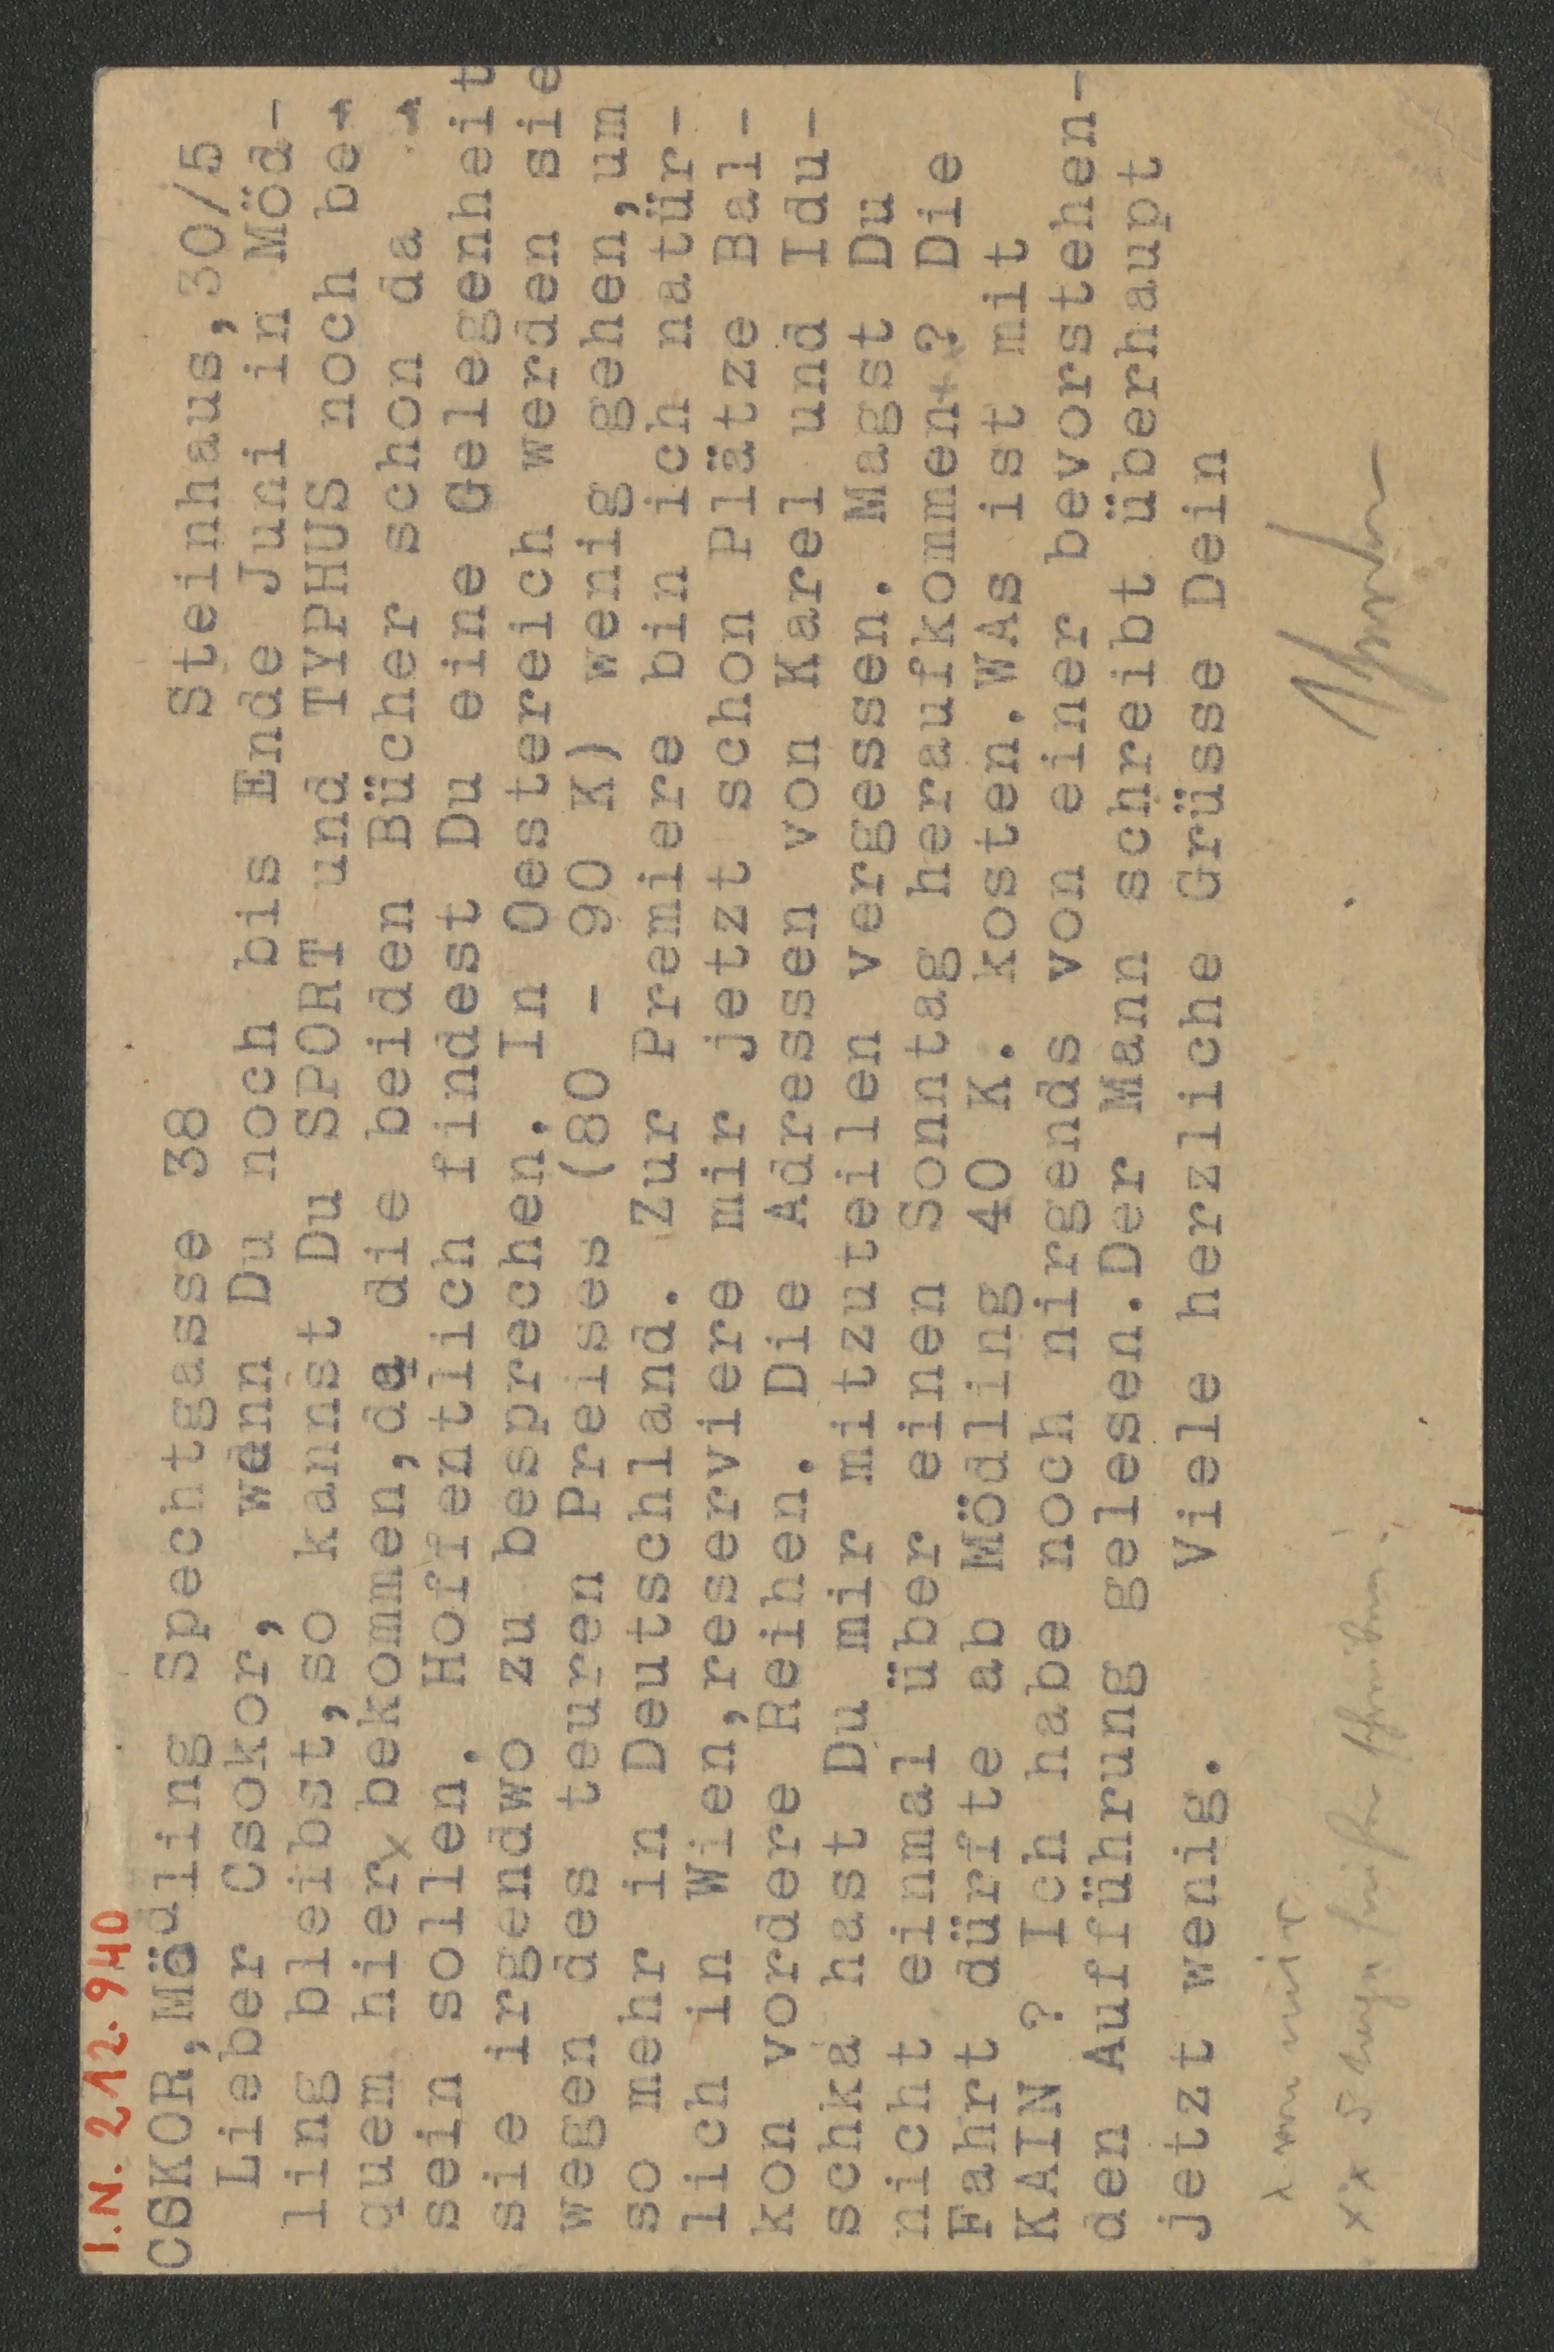 I.N. 212.940
CSKOR,Mödling Spechtgasse 38 Steinhaus,30/5
Lieber Csokor, wenn Du noch bis Ende Juni in Möd-
ling bleibst,so kannst Du SPORT und TYPHUS noch be-
quem hier x bekommen,da die beiden Bücher schon da
sein sollen. Hoffentlich findest Du eine Gelegenheit
sie irgendwo zu besprechen. In Oestereich werden sie
wegen des teuren Preises (80 - 90 K) wenig gehen,um
so mehr in Deutschland. Zur Premiere bin ich natür-
lich in Wien,reserviere mir jetzt schon Plätze Bal-
kon vordere Reihen. Die Adressen von Karel und Idu-
schka hast Du mir mitzuteilen vergessen. Magst Du
nicht einmal über einen Sonntag heraufkommen+? Die
Fahrt dürfte ab Mödling 40 K. kosten.WAs ist mit
KAIN ? Ich habe noch nirgends von einer bevorstehen-
den Aufführung gelesen.Der Mann schreibt überhaupt
jetzt wenig. Viele herzliche Grüsse Dein
x von mir
xx